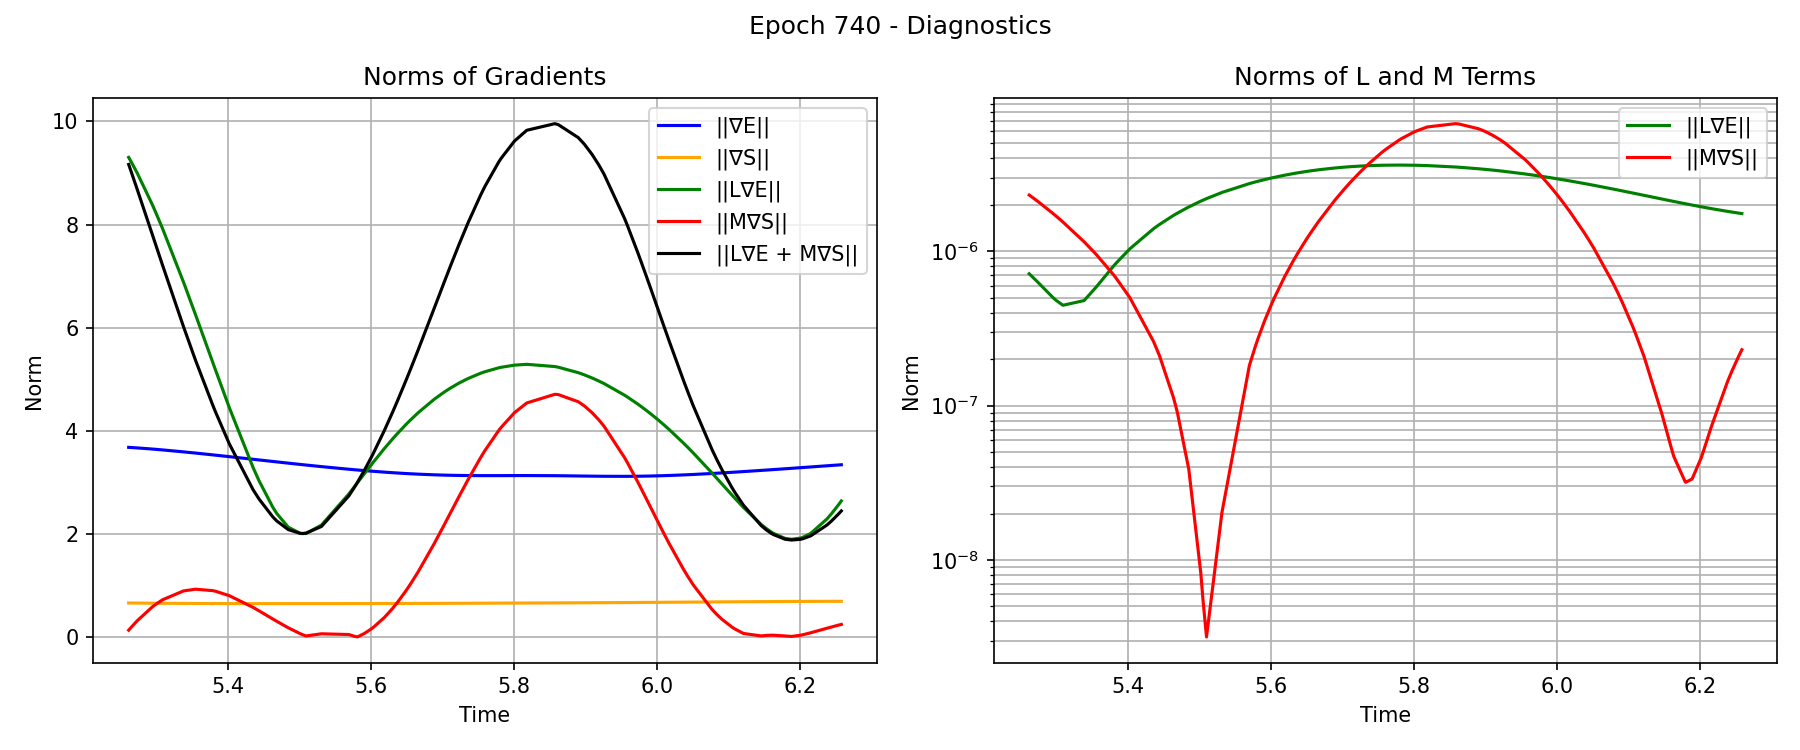 Epoch 740 - Diagnostics
Norms of Gradients
||∇E||
||∇S||
||L∇E||
||M∇S||
||L∇E + M∇S||
10
8
6
4
2
0
Norm
5.4 5.6 5.8 6.0 6.2
Time
Norms of L and M Terms
||L∇E||
||M∇S||
10⁻⁶
10⁻⁷
10⁻⁸
Norm
5.4 5.6 5.8 6.0 6.2
Time